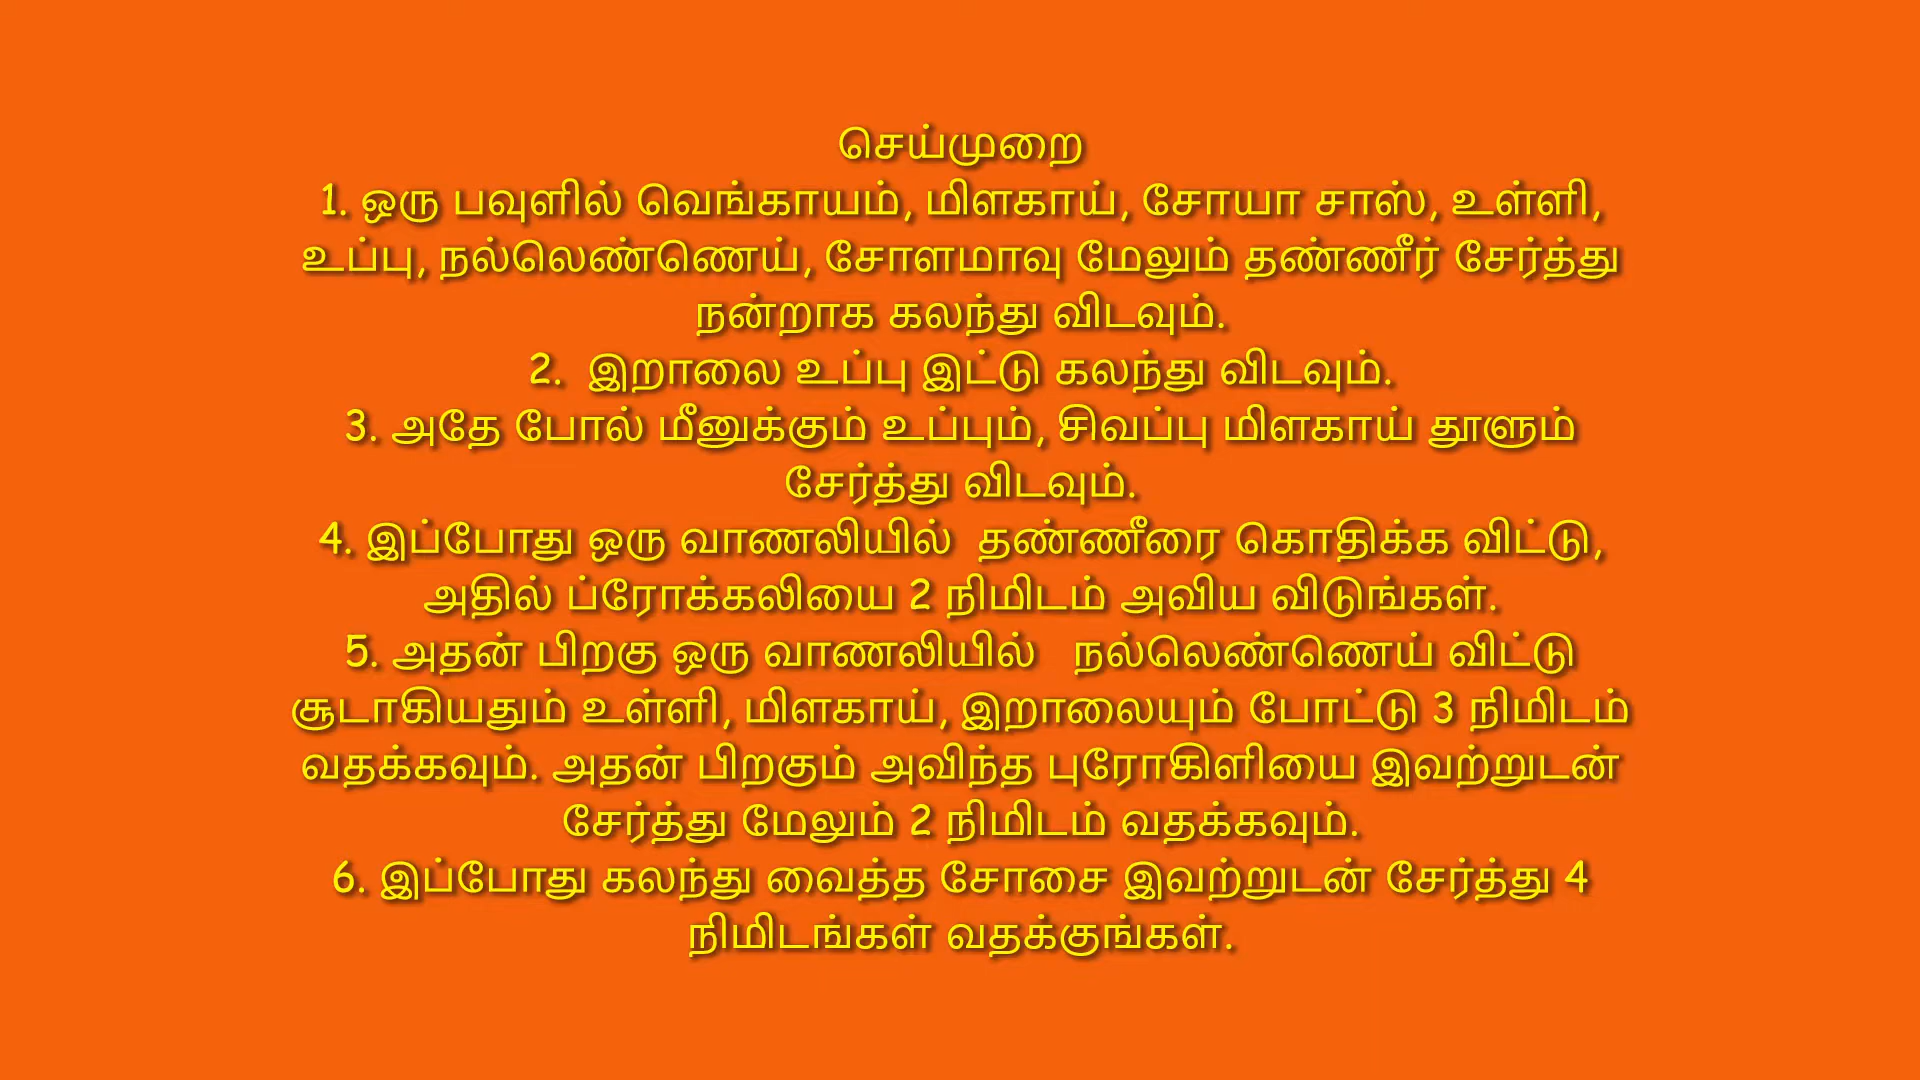 செய்முறை
1. ஒரு பவுளில் வெங்காயம், மிளகாய், சோயா சாஸ், உள்ளி,
உப்பு, நல்லெண்ணெய், சோளமாவு மேலும் தண்ணீர் சேர்த்து
நன்றாக கலந்து விடவும்.
2. இறாலை உப்பு இட்டு கலந்து விடவும்.
3. அதே போல் மீனுக்கும் உப்பும், சிவப்பு மிளகாய் தூளும்
சேர்த்து விடவும்.
4. இப்போது ஒரு வாணலியில் தண்ணீரை கொதிக்க விட்டு,
அதில் ப்ரோக்கலியை 2 நிமிடம் அவிய விடுங்கள்.
5. அதன் பிறகு ஒரு வாணலியில் நல்லெண்ணெய் விட்டு
சூடாகியதும் உள்ளி, மிளகாய், இறாலையும் போட்டு 3 நிமிடம்
வதக்கவும். அதன் பிறகும் அவிந்த புரோகிளியை இவற்றுடன்
சேர்த்து மேலும் 2 நிமிடம் வதக்கவும்.
6. இப்போது கலந்து வைத்த சோசை இவற்றுடன் சேர்த்து 4
நிமிடங்கள் வதக்குங்கள்.